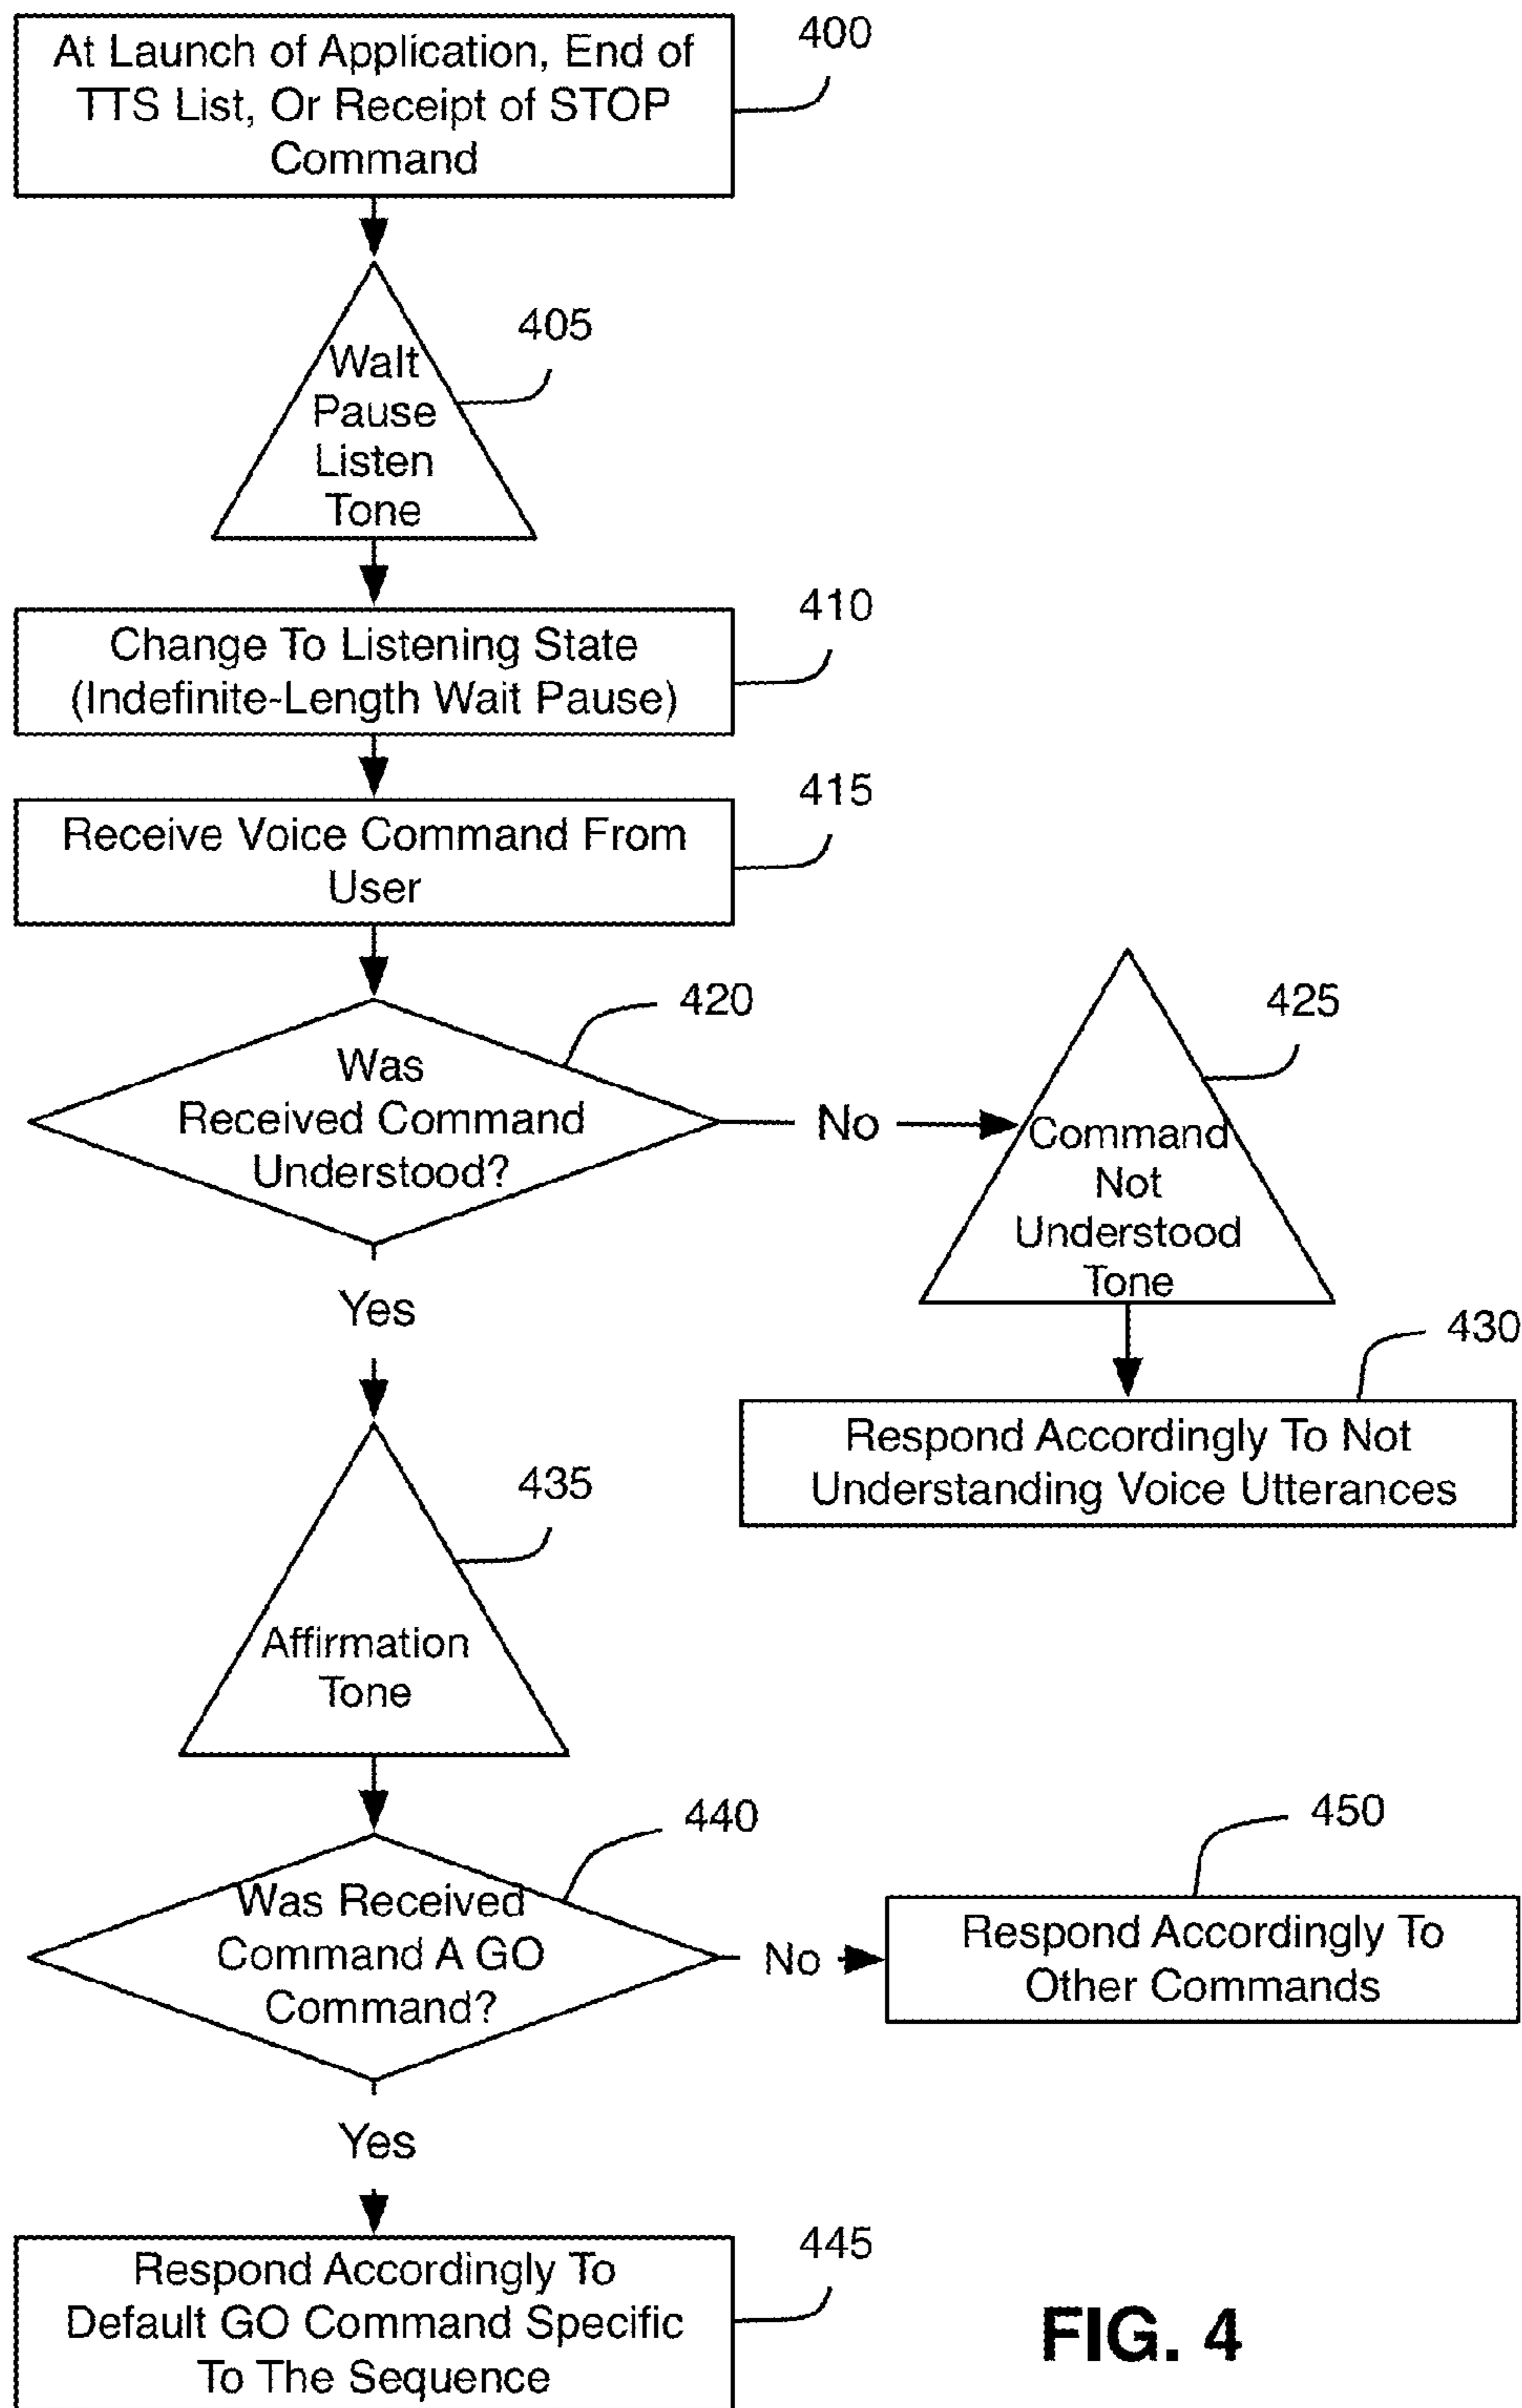 400
At Launch of Application, End of
TTS List, Or Receipt of STOP
Command
405
Wait
Pause
Listen
Tone
410
Change To Listening State
(Indefinite-Length Wait Pause)
415
Receive Voice Command From
User
420
Was
Received Command
Understood?
No
425
Command
Not
Understood
Tone
Yes
430
Respond Accordingly To Not
Understanding Voice Utterances
435
Affirmation
Tone
440
Was Received
Command A GO
Command?
No
450
Respond Accordingly To
Other Commands
Yes
445
Respond Accordingly To
Default GO Command Specific
To The Sequence
FIG. 4